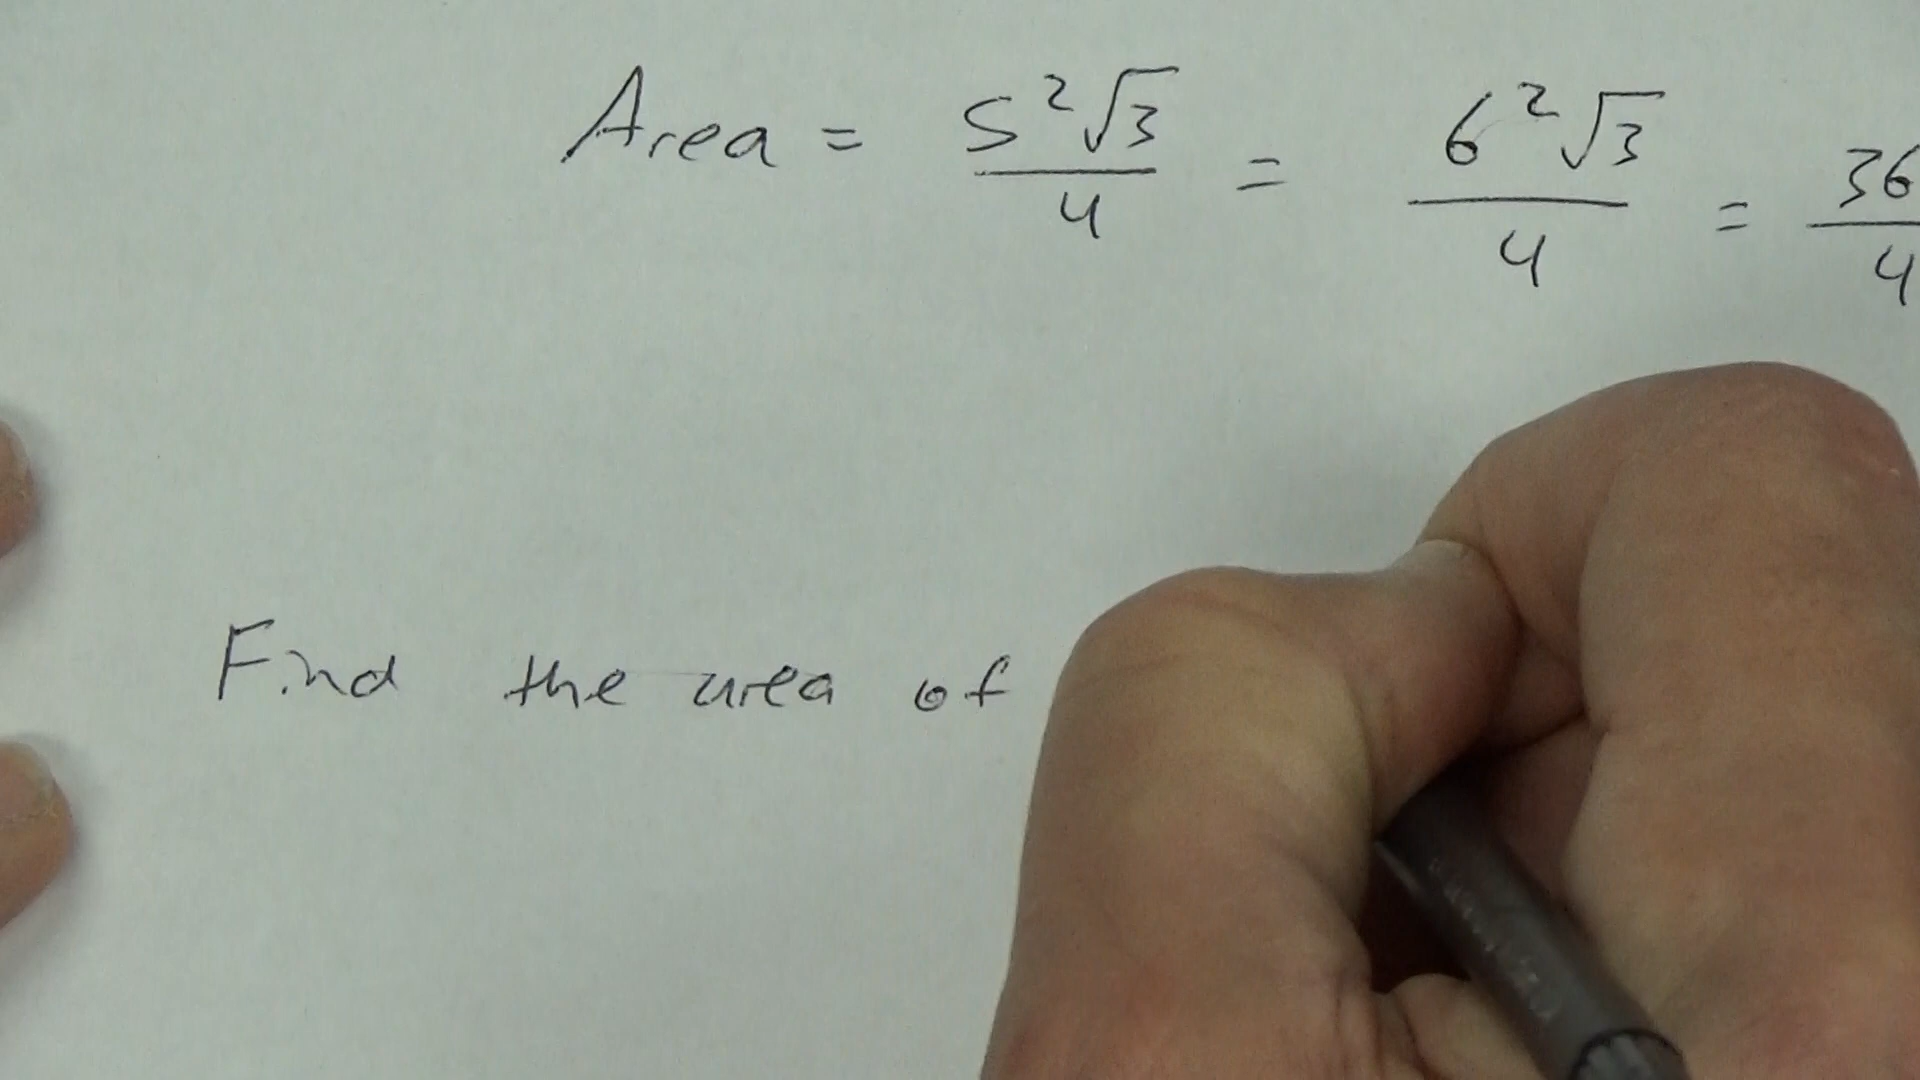 Area = S²√3/4 = 6²√3/4 = 36/4
Find the area of